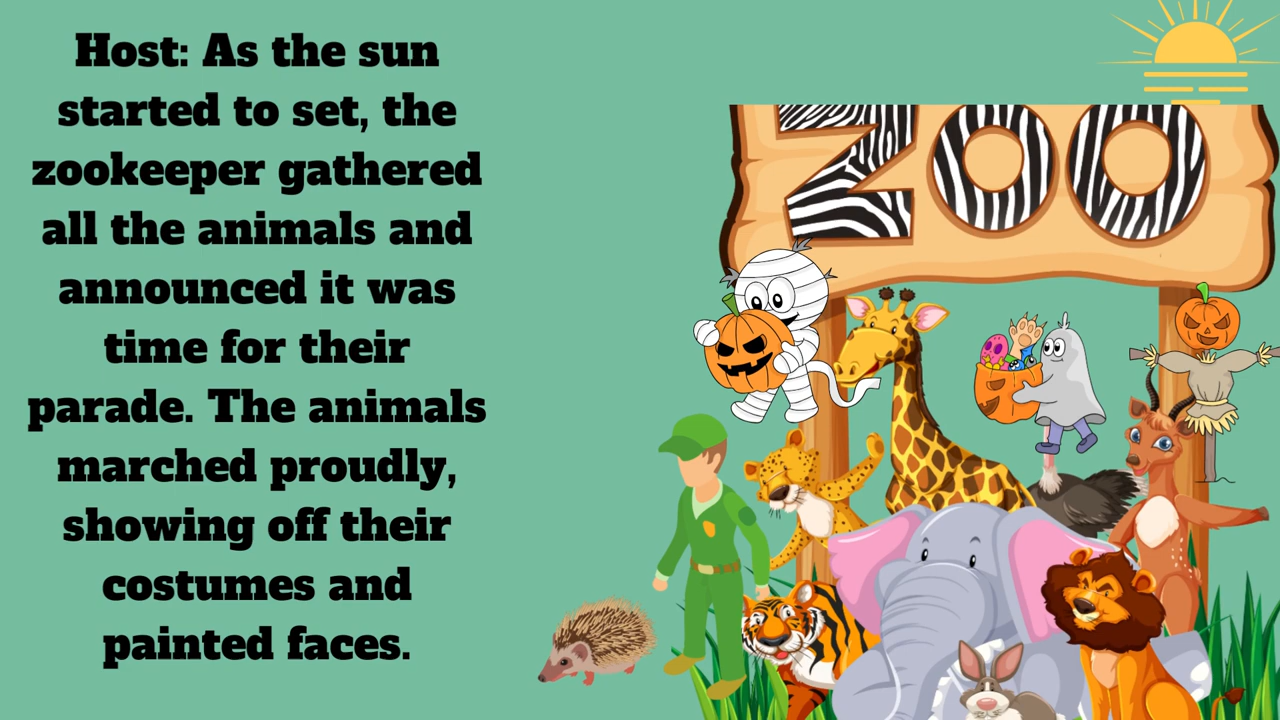 Host: As the sun
started to set, the
zookeeper gathered
all the animals and
announced it was
time for their
parade. The animals
marched proudly,
showing off their
costumes and
painted faces.
ZOO